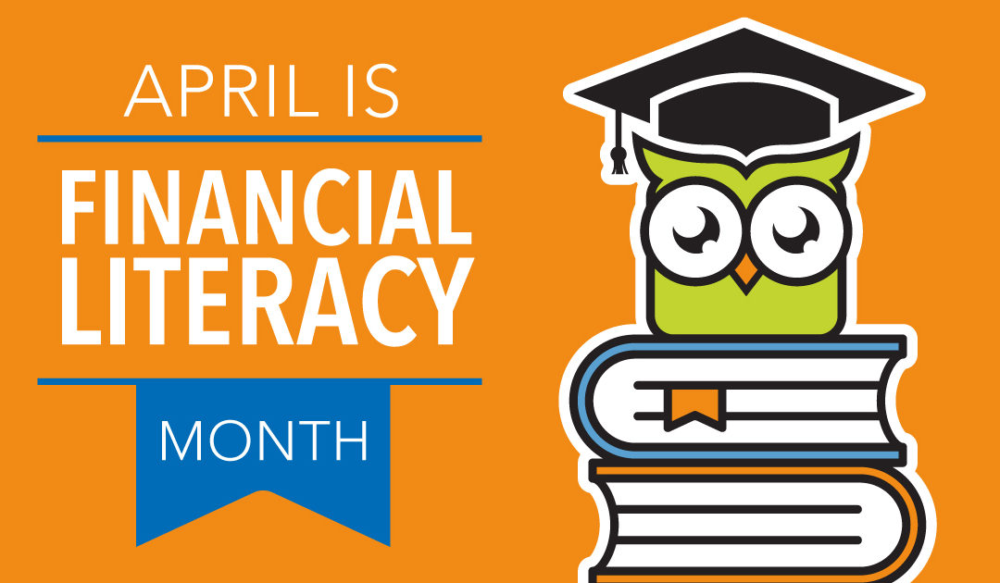 APRIL IS
FINANCIAL
LITERACY
MONTH